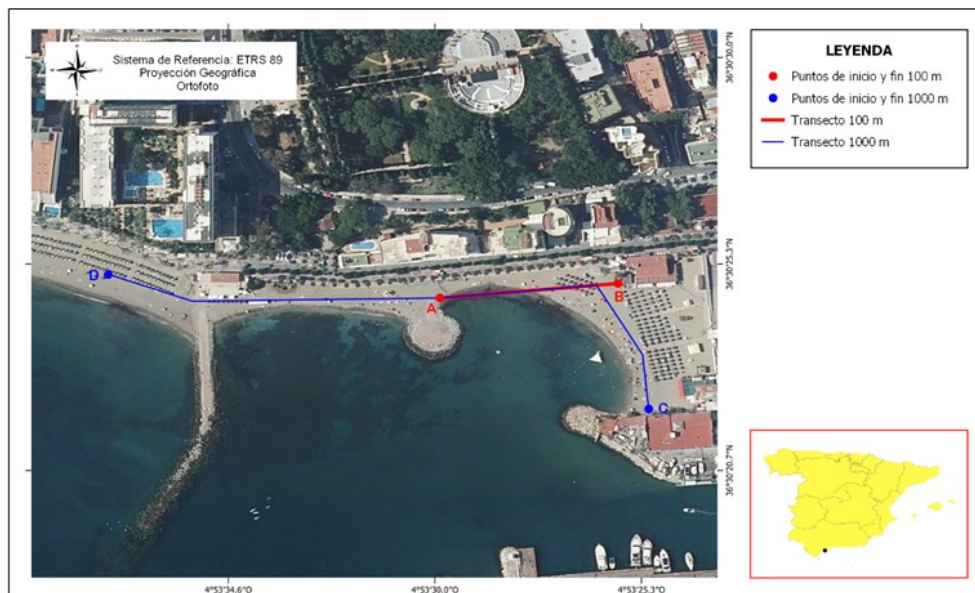 Sistema de Referencia: ETRS 89
Proyección Geográfica
Ortofoto
N
W
E
S
36°30'30.0"N
36°30'25.3"N
36°30'20.7"N
4°53'34.6"O
4°53'30.0"O
4°53'25.3"O
D
A
B
C
LEYENDA
Puntos de inicio y fin 100 m
Puntos de inicio y fin 1000 m
Transecto 100 m
Transecto 1000 m